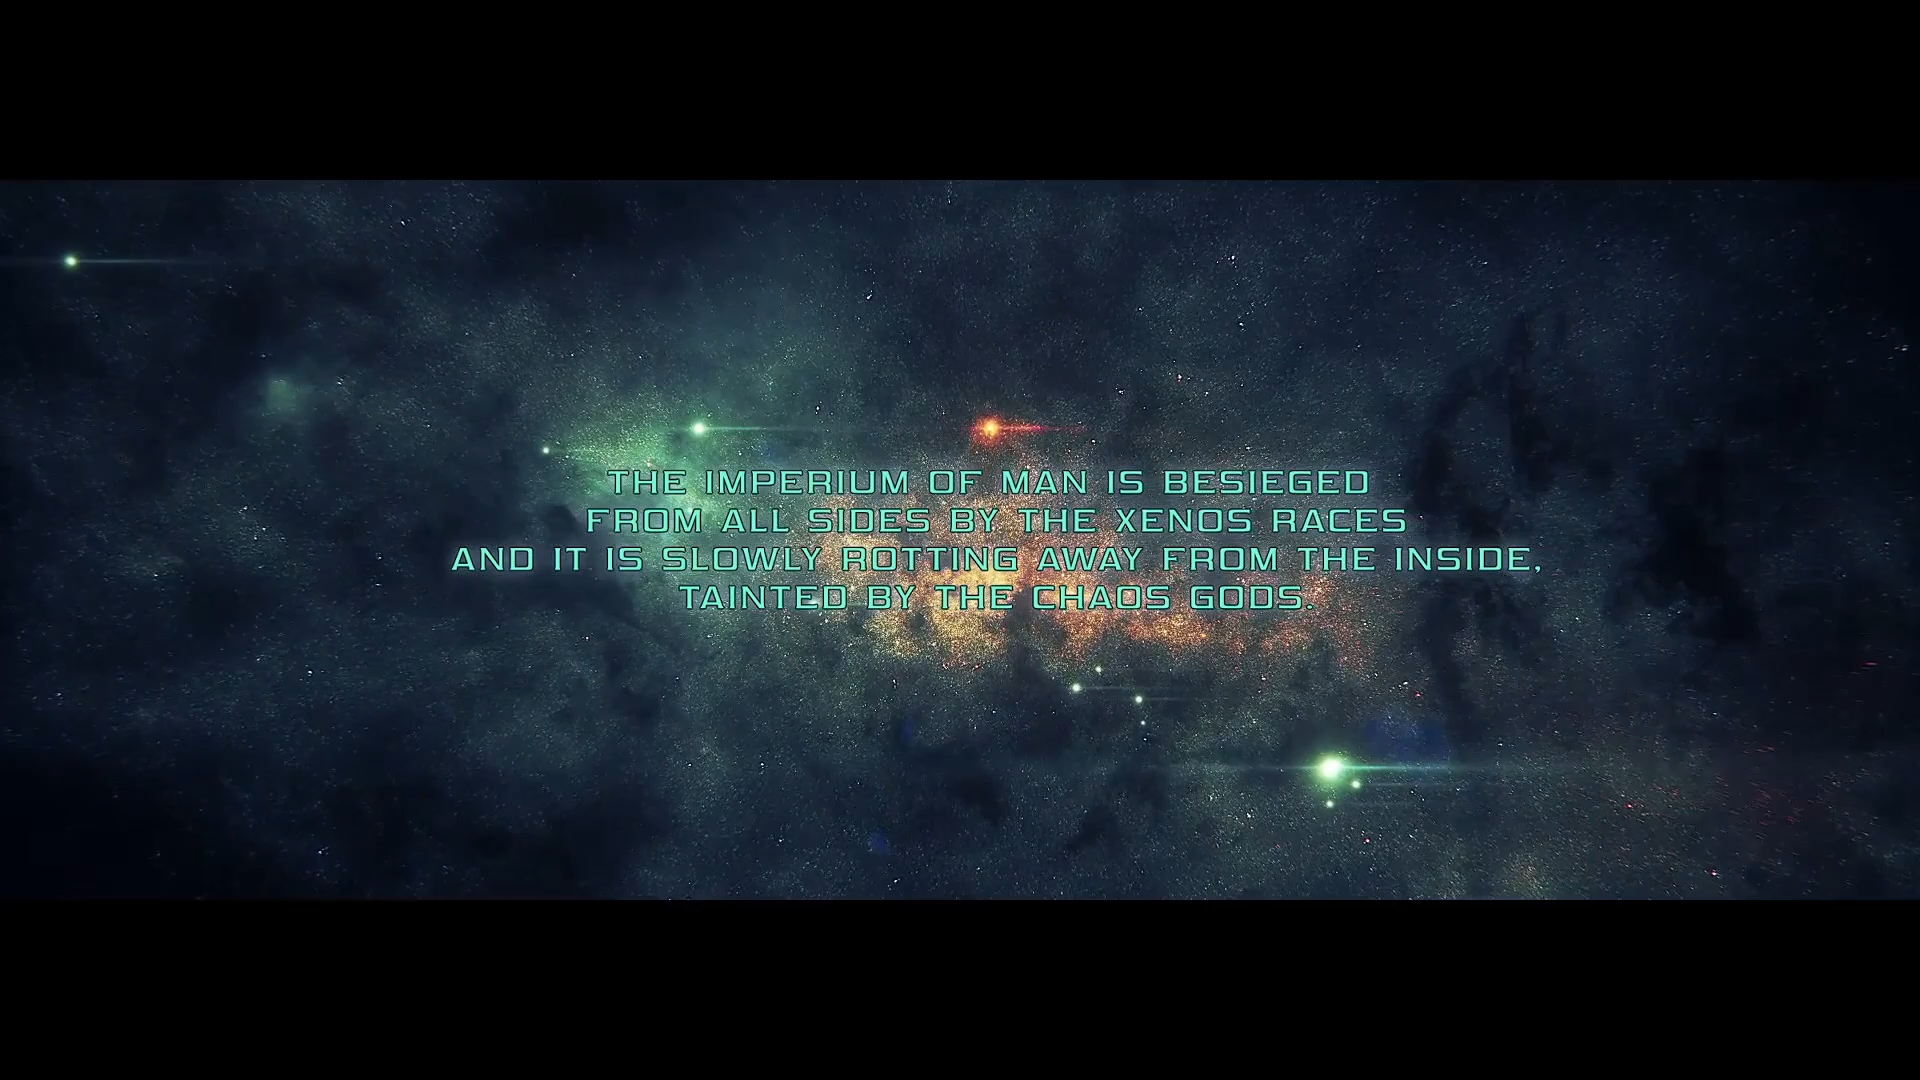 THE IMPERIUM OF MAN IS BESIEGED
FROM ALL SIDES BY THE XENOS RACES
AND IT IS SLOWLY ROTTING AWAY FROM THE INSIDE,
TAINTED BY THE CHAOS GODS.